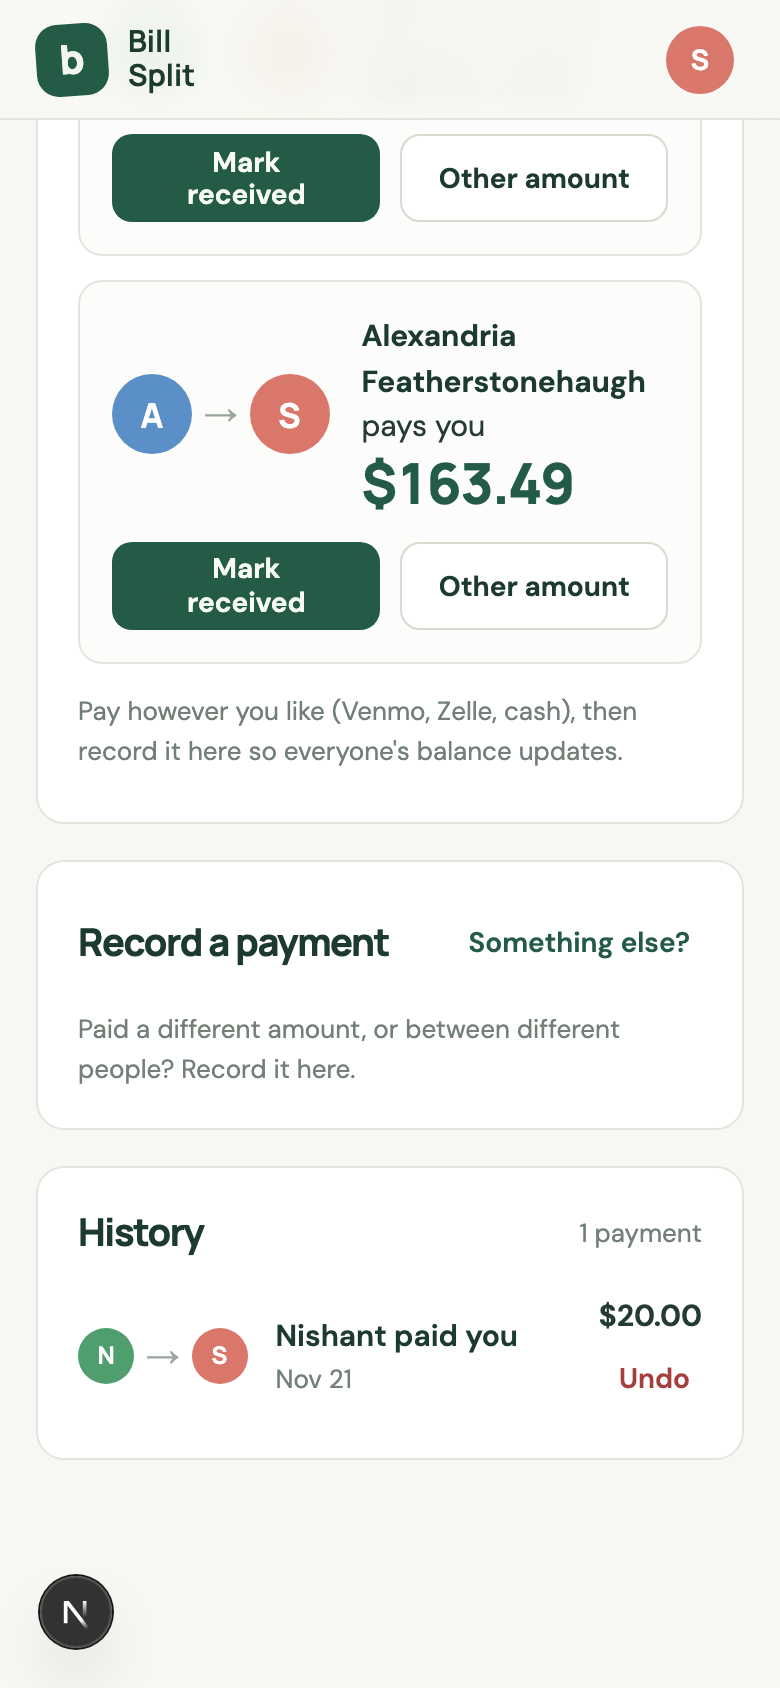 b
Bill
Split
S
Mark
received
Other amount
Alexandria
Featherstonehaugh
pays you
A → S
$163.49
Mark
received
Other amount
Pay however you like (Venmo, Zelle, cash), then
record it here so everyone's balance updates.
Record a payment
Something else?
Paid a different amount, or between different
people? Record it here.
History
1 payment
N → S
Nishant paid you
$20.00
Nov 21
Undo
N